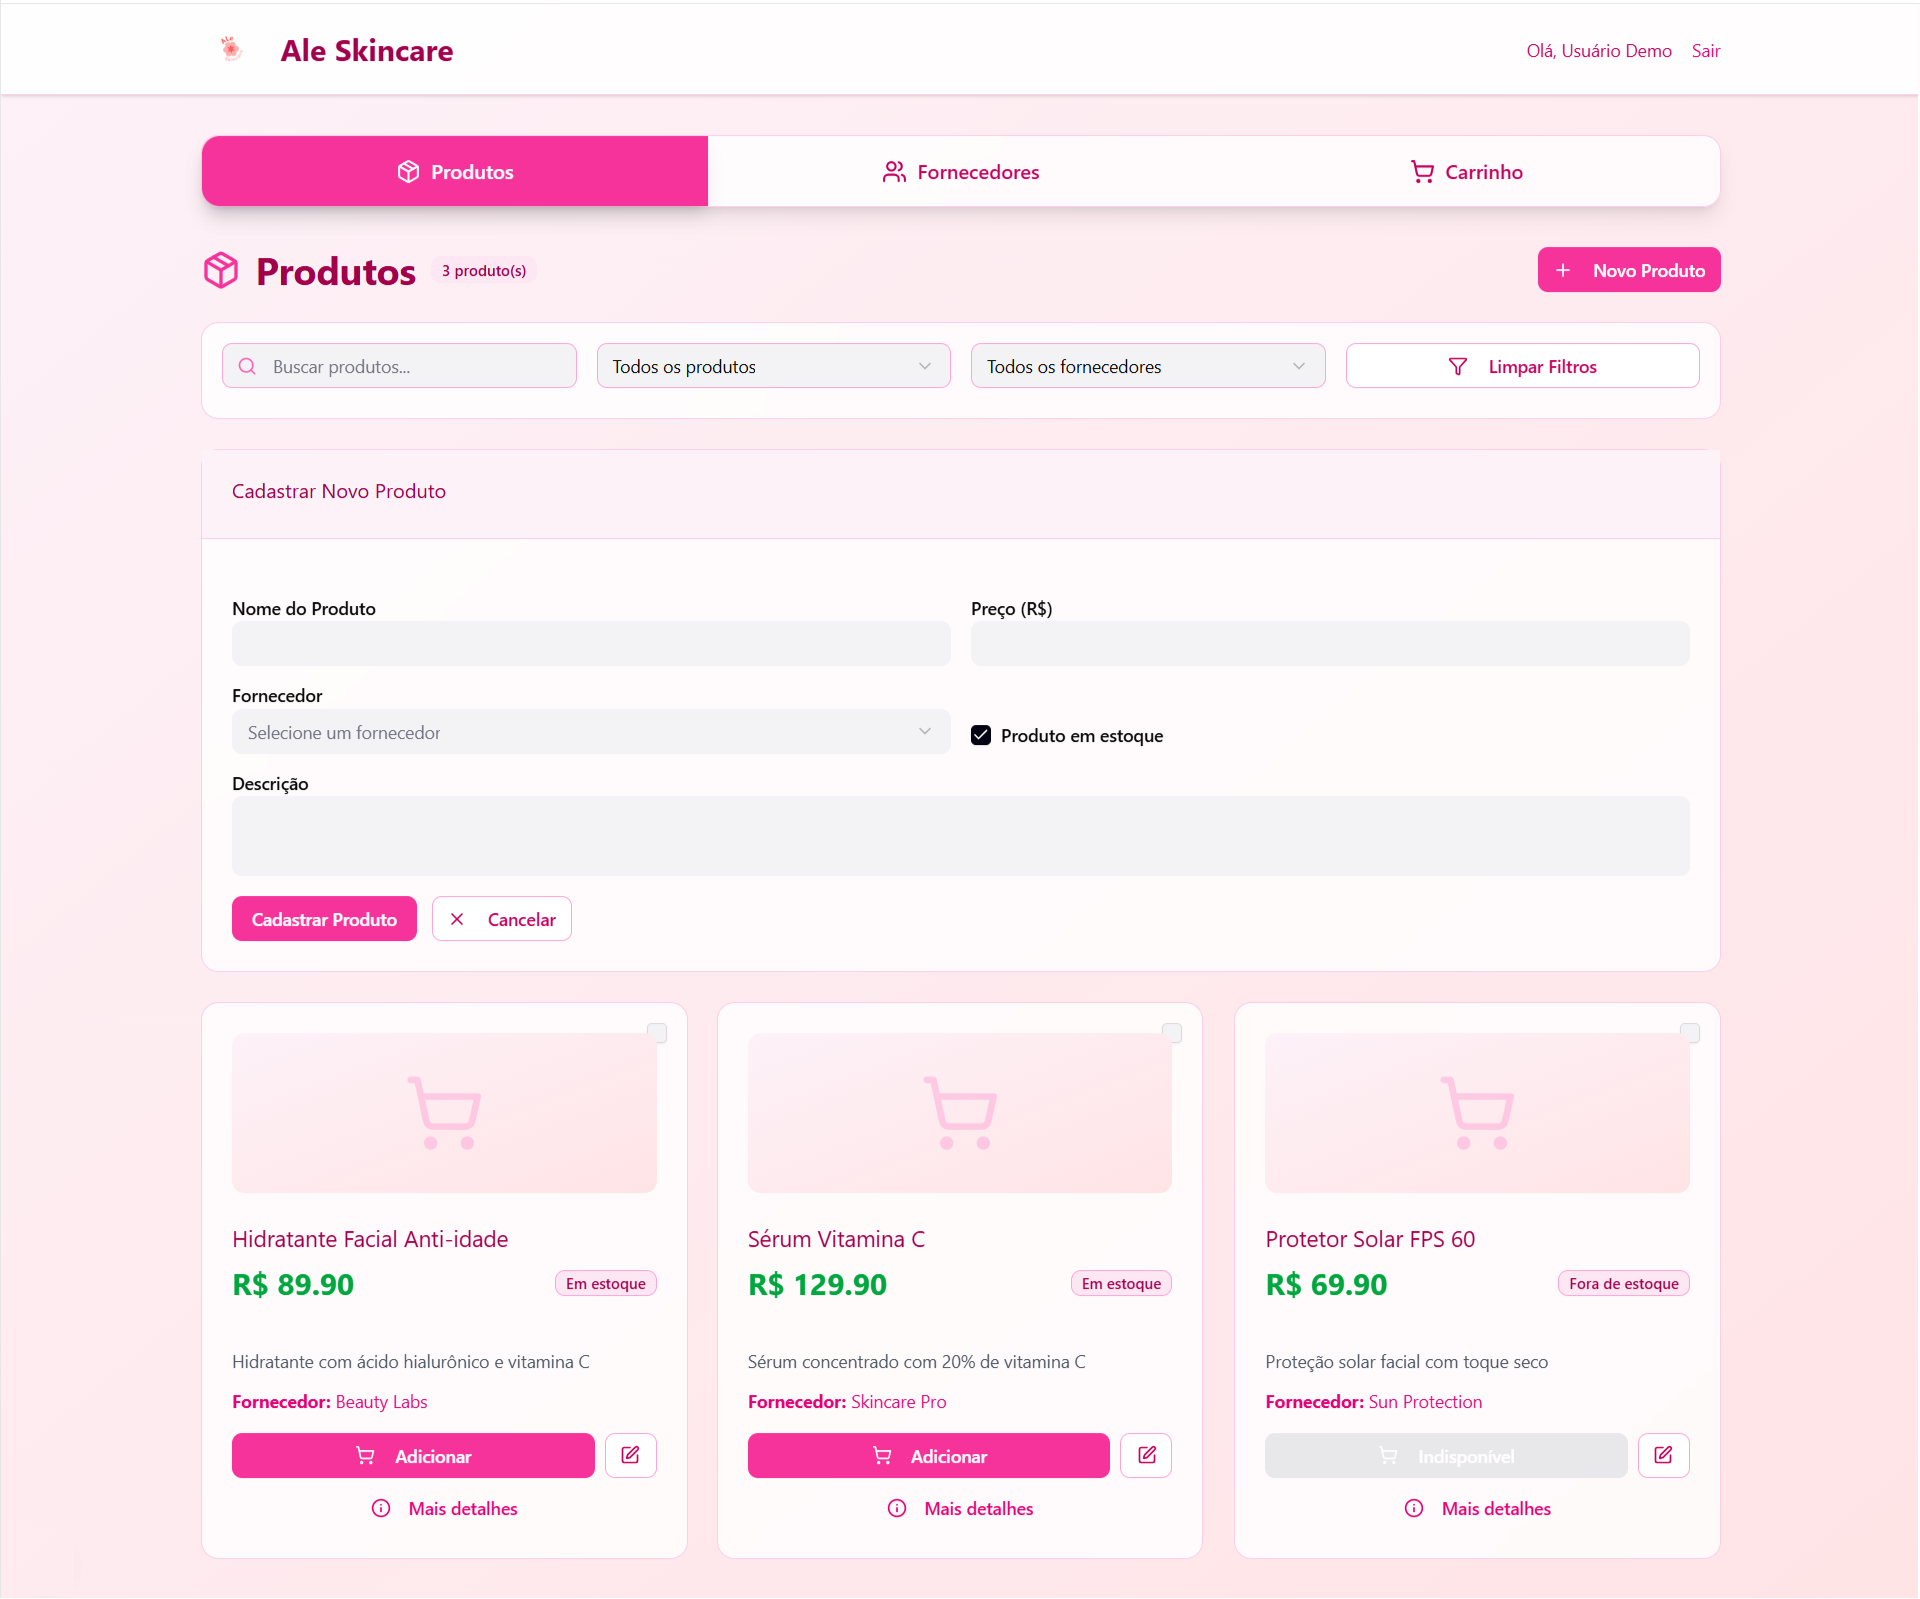 Ale Skincare
Olá, Usuário Demo Sair
Produtos Fornecedores Carrinho
Produtos 3 produto(s) Novo Produto
Buscar produtos... Todos os produtos Todos os fornecedores Limpar Filtros
Cadastrar Novo Produto
Nome do Produto Preço (R$)
Fornecedor
Selecione um fornecedor Produto em estoque
Descrição
Cadastrar Produto Cancelar
Hidratante Facial Anti-idade
R$ 89.90 Em estoque
Hidratante com ácido hialurônico e vitamina C
Fornecedor: Beauty Labs
Adicionar
Mais detalhes
Sérum Vitamina C
R$ 129.90 Em estoque
Sérum concentrado com 20% de vitamina C
Fornecedor: Skincare Pro
Adicionar
Mais detalhes
Protetor Solar FPS 60
R$ 69.90 Fora de estoque
Proteção solar facial com toque seco
Fornecedor: Sun Protection
Indisponível
Mais detalhes